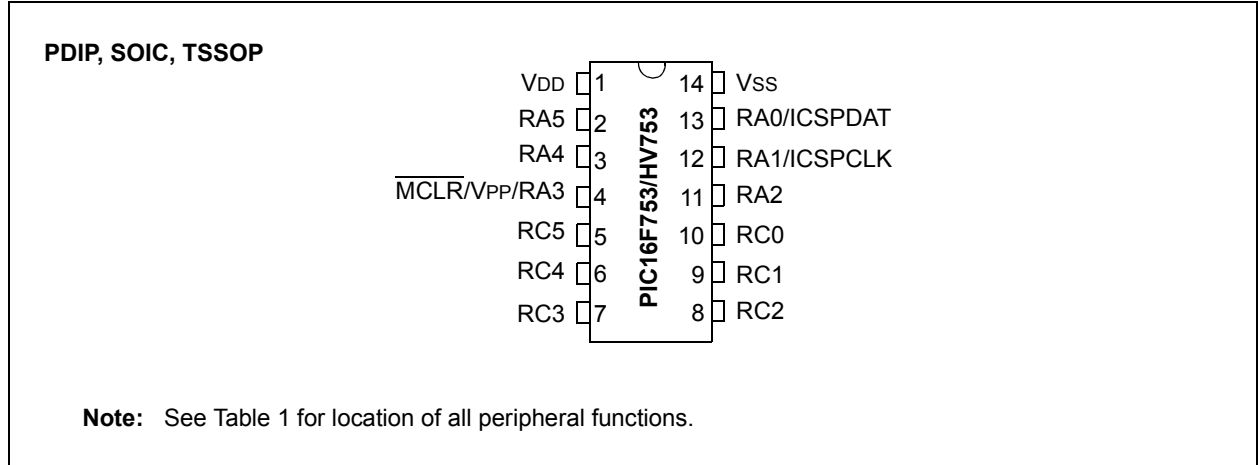 PDIP, SOIC, TSSOP
VDD 1 14 VSS
RA5 2 13 RA0/ICSPDAT
RA4 3 12 RA1/ICSPCLK
MCLR/VPP/RA3 4 11 RA2
RC5 5 10 RC0
RC4 6 9 RC1
RC3 7 8 RC2
PIC16F753/HV753
Note: See Table 1 for location of all peripheral functions.